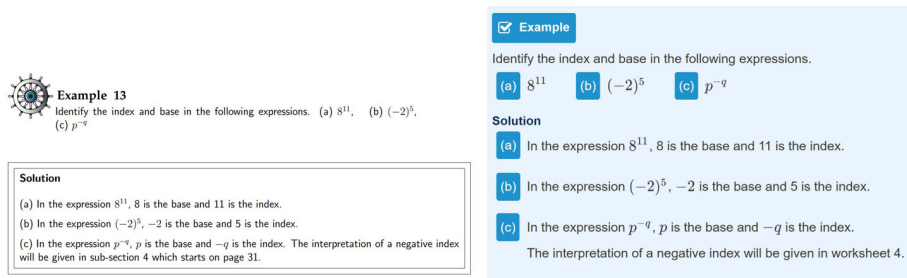 Example 13
Identify the index and base in the following expressions. (a) 8¹¹, (b) (−2)⁵,
(c) p⁻q
Solution
(a) In the expression 8¹¹, 8 is the base and 11 is the index.
(b) In the expression (−2)⁵, −2 is the base and 5 is the index.
(c) In the expression p⁻q, p is the base and −q is the index. The interpretation of a negative index
will be given in sub-section 4 which starts on page 31.
Example
Identify the index and base in the following expressions.
(a) 8¹¹ (b) (−2)⁵ (c) p⁻q
Solution
(a) In the expression 8¹¹, 8 is the base and 11 is the index.
(b) In the expression (−2)⁵, −2 is the base and 5 is the index.
(c) In the expression p⁻q, p is the base and −q is the index.
The interpretation of a negative index will be given in worksheet 4.